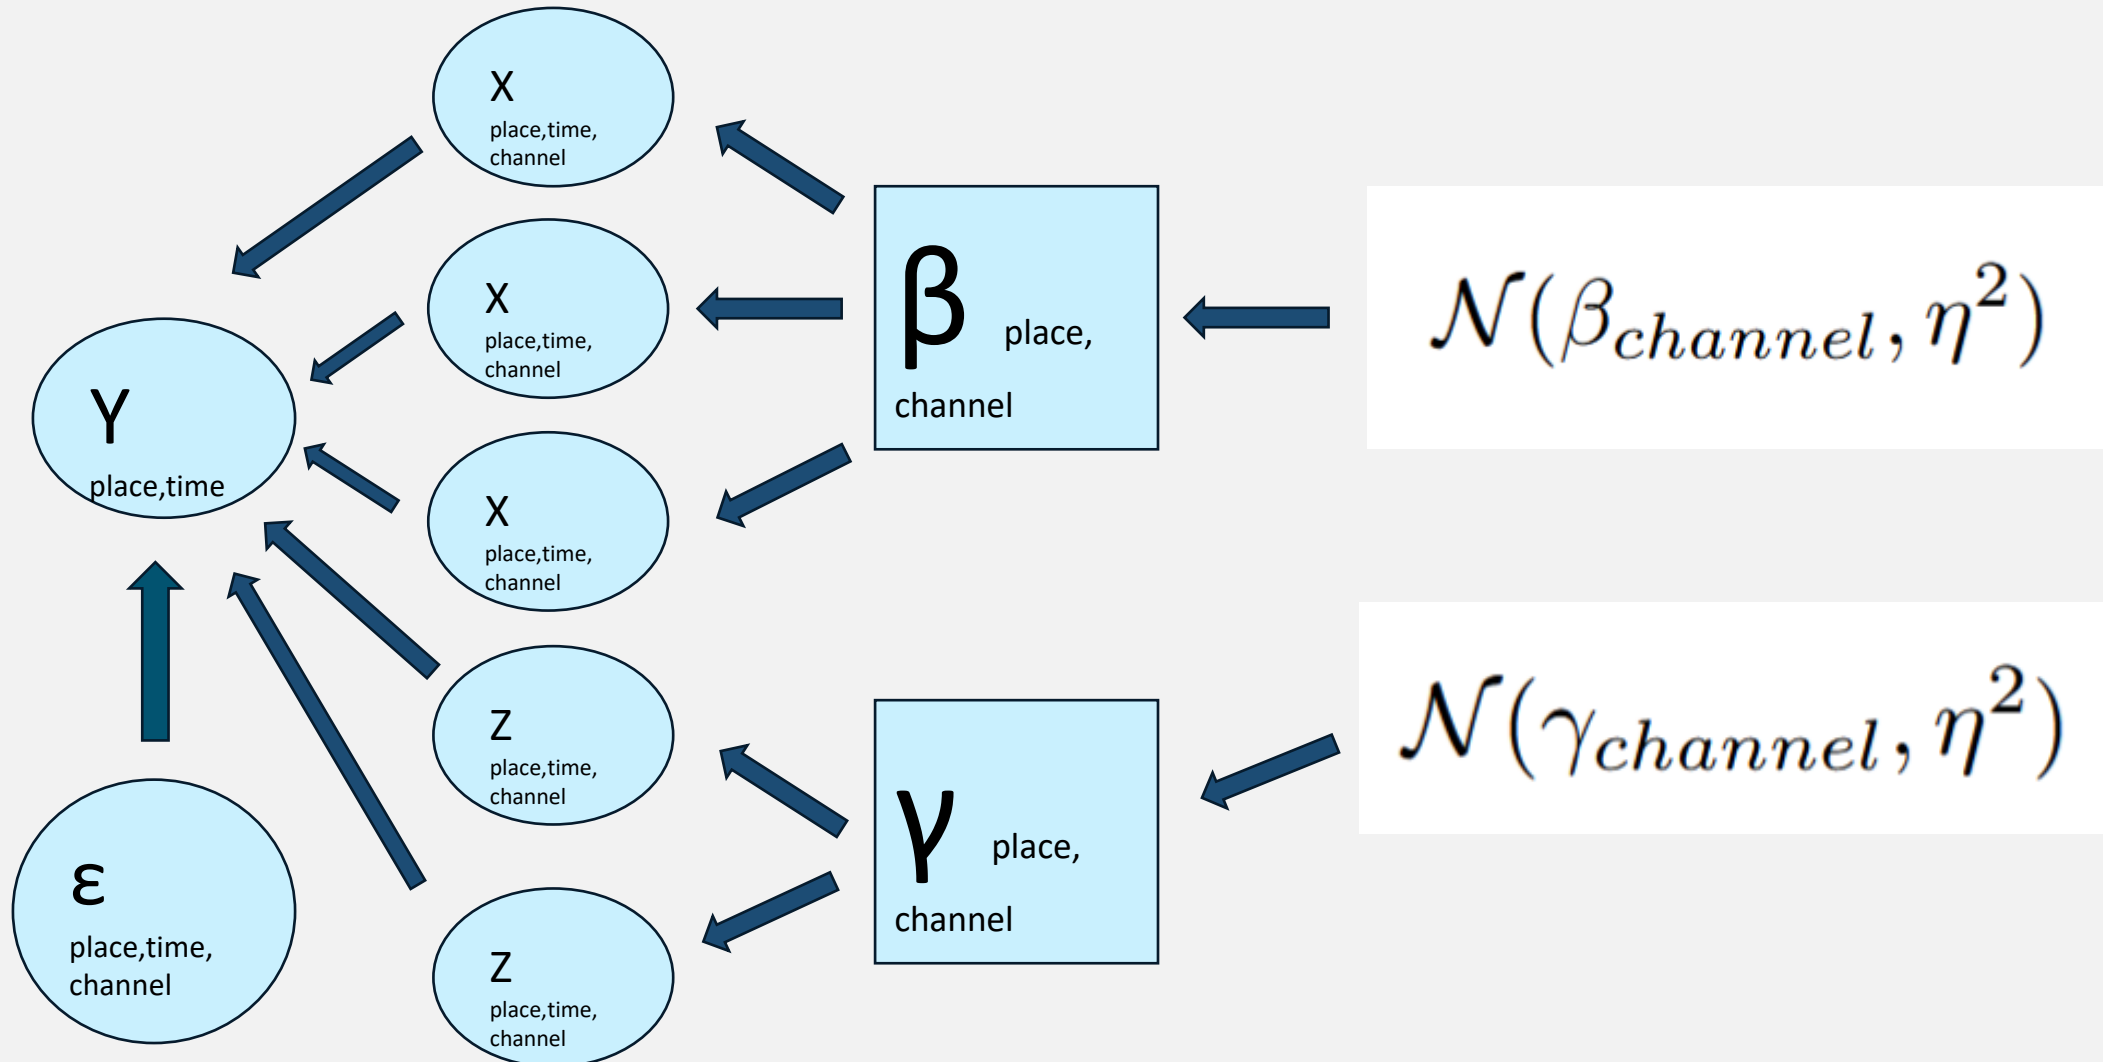 X
place,time,
channel
X
place,time,
channel
X
place,time,
channel
Y
place,time
ε
place,time,
channel
Z
place,time,
channel
Z
place,time,
channel
β place,
channel
γ place,
channel
𝒩(β_channel, η²)
𝒩(γ_channel, η²)